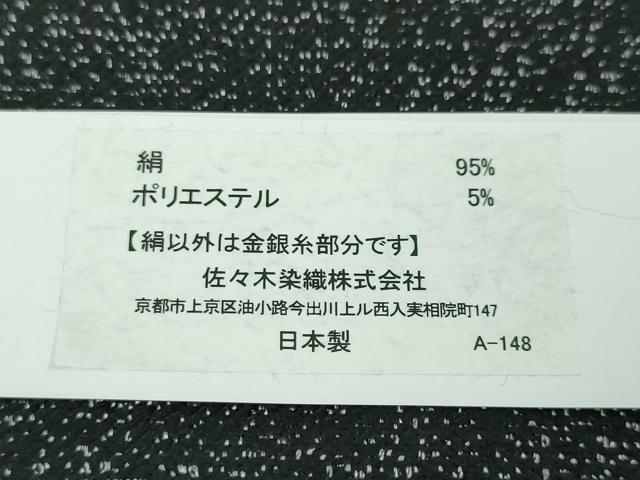 絹 95%
ポリエステル 5%
【絹以外は金銀糸部分です】
佐々木染織株式会社
京都市上京区油小路今出川上ル西入実相院町147
日本製 A-148